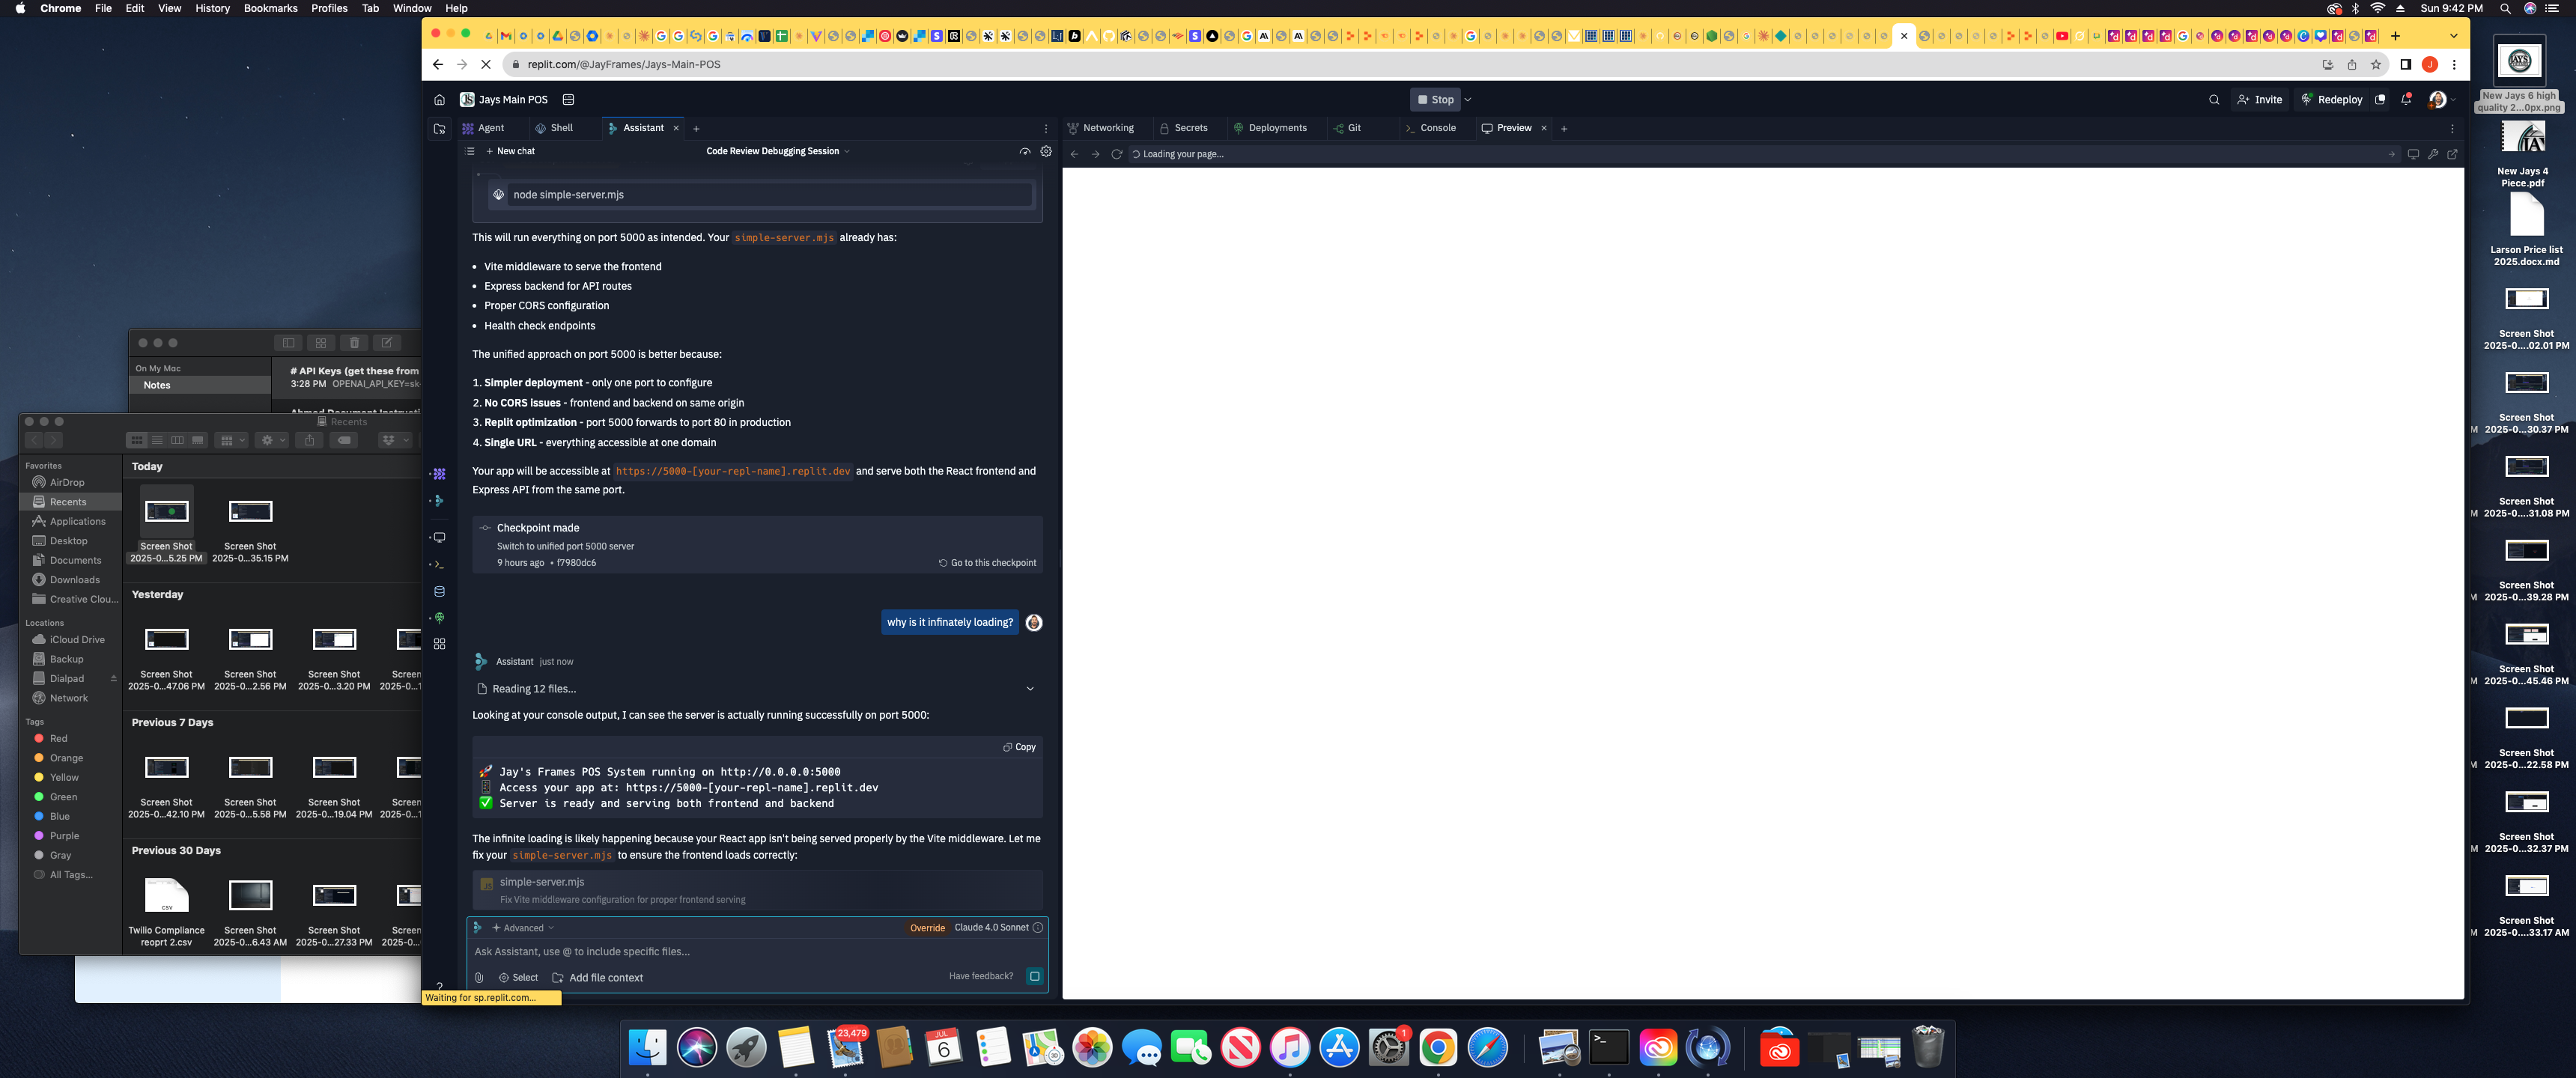 Chrome File Edit View History Bookmarks Profiles Tab Window Help
Sun 9:42 PM
replit.com/@JayFrames/Jays-Main-POS
Jays Main POS
Stop
Invite
Redeploy
Agent
Shell
Assistant
Networking
Secrets
Deployments
Git
Console
Preview
New chat
Code Review Debugging Session
Loading your page...
node simple-server.mjs
This will run everything on port 5000 as intended. Your simple-server.mjs already has:
• Vite middleware to serve the frontend
• Express backend for API routes
• Proper CORS configuration
• Health check endpoints
The unified approach on port 5000 is better because:
1. Simpler deployment - only one port to configure
2. No CORS issues - frontend and backend on same origin
3. Replit optimization - port 5000 forwards to port 80 in production
4. Single URL - everything accessible at one domain
Your app will be accessible at https://5000-[your-repl-name].replit.dev and serve both the React frontend and
Express API from the same port.
Checkpoint made
Switch to unified port 5000 server
9 hours ago • f7980dc6
Go to this checkpoint
why is it infinately loading?
Assistant just now
Reading 12 files...
Looking at your console output, I can see the server is actually running successfully on port 5000:
Copy
🚀 Jay's Frames POS System running on http://0.0.0.0:5000
Access your app at: https://5000-[your-repl-name].replit.dev
✅ Server is ready and serving both frontend and backend
The infinite loading is likely happening because your React app isn't being served properly by the Vite middleware. Let me
fix your simple-server.mjs to ensure the frontend loads correctly:
simple-server.mjs
Fix Vite middleware configuration for proper frontend serving
Advanced
Override
Claude 4.0 Sonnet
Ask Assistant, use @ to include specific files...
Select
Add file context
Have feedback?
Waiting for sp.replit.com...
On My Mac
Notes
# API Keys (get these from
3:28 PM OPENAI_API_KEY=sk-
Recents
Favorites
AirDrop
Recents
Applications
Desktop
Documents
Downloads
Creative Clou...
Locations
iCloud Drive
Backup
Dialpad
Network
Tags
Red
Orange
Yellow
Green
Blue
Purple
Gray
All Tags...
Today
Screen Shot
2025-0...5.25 PM
Screen Shot
2025-0...35.15 PM
Yesterday
Screen Shot
2025-0...47.06 PM
Screen Shot
2025-0...2.56 PM
Screen Shot
2025-0...3.20 PM
Screen
2025-0...1
Previous 7 Days
Screen Shot
2025-0...42.10 PM
Screen Shot
2025-0...5.58 PM
Screen Shot
2025-0...19.04 PM
Screen
2025-0...1
Previous 30 Days
csv
Twilio Compliance
reoprt 2.csv
Screen Shot
2025-0...6.43 AM
Screen Shot
2025-0...27.33 PM
Screen
2025-0...
New Jays 6 high
quality 2...0px.png
New Jays 4
Piece.pdf
Larson Price list
2025.docx.md
Screen Shot
2025-0....02.01 PM
Screen Shot
2025-0...30.37 PM
Screen Shot
2025-0....31.08 PM
Screen Shot
2025-0...39.28 PM
Screen Shot
2025-0...45.46 PM
Screen Shot
2025-0...22.58 PM
Screen Shot
2025-0...32.37 PM
Screen Shot
2025-0...33.17 AM
23,479
JUL
6
1